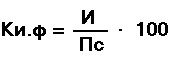 Ки.ф = И / Пс · 100